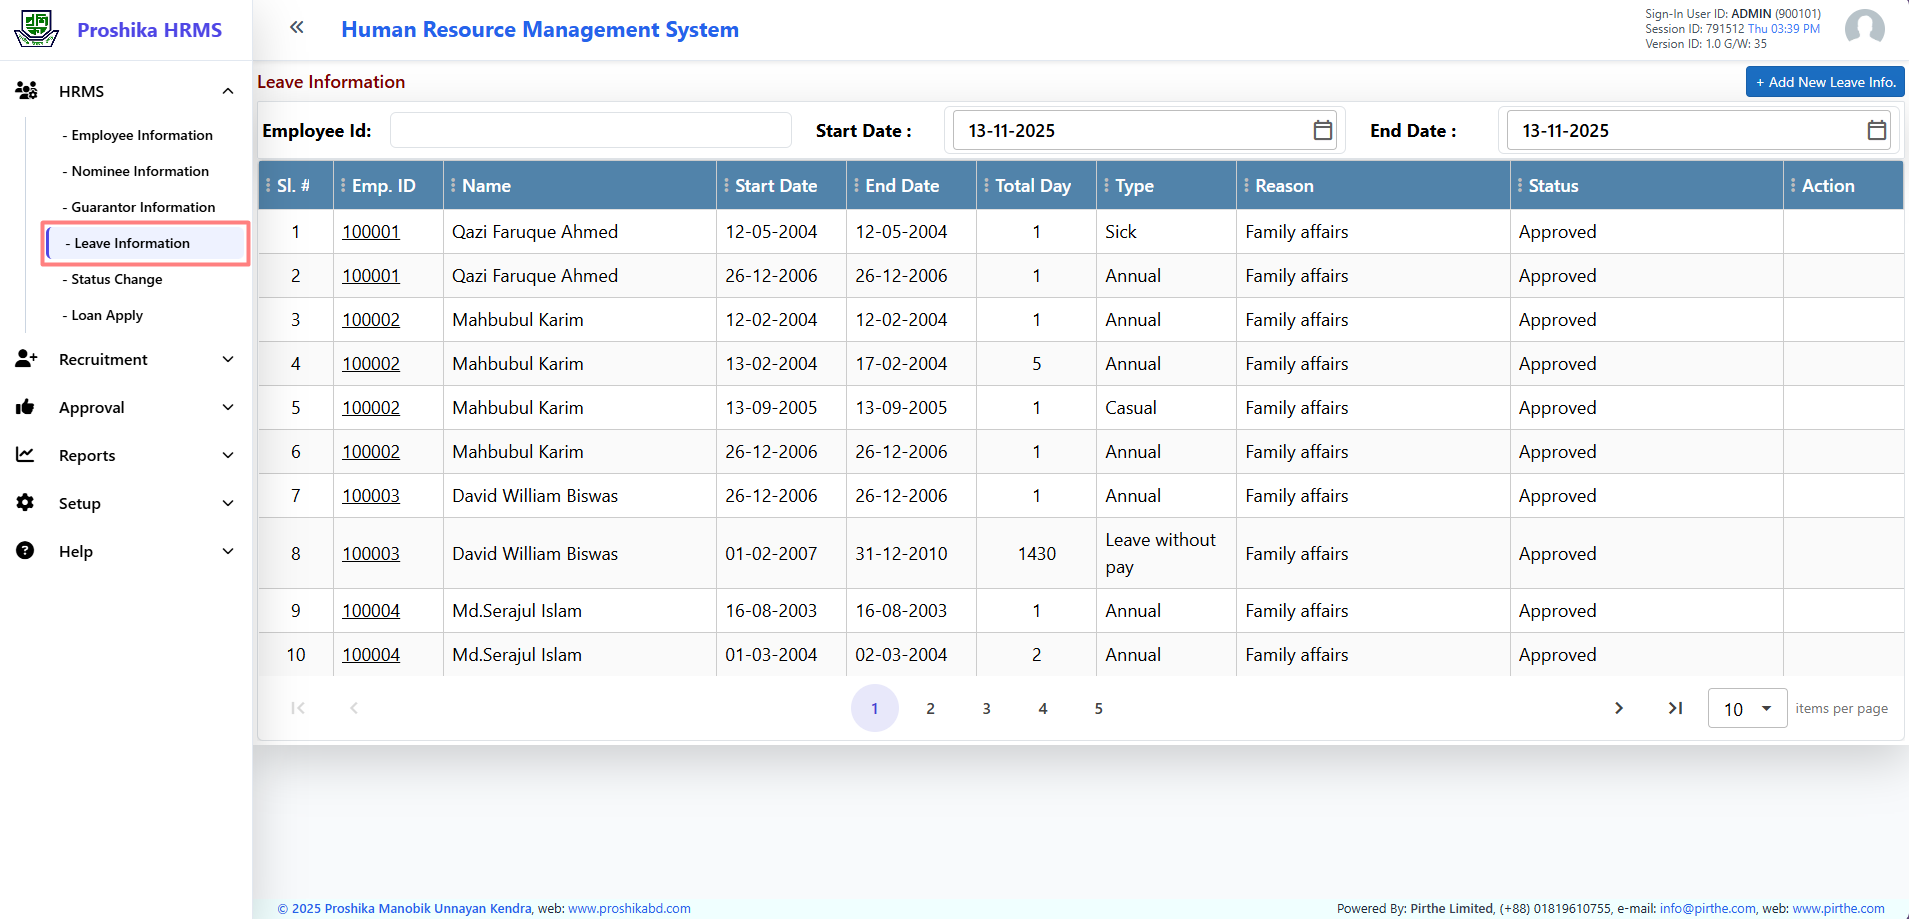 Proshika HRMS
Human Resource Management System
Sign-In User ID: ADMIN (900101)
Session ID: 791512 Thu 03:39 PM
Version ID: 1.0 G/W: 35
HRMS
- Employee Information
- Nominee Information
- Guarantor Information
- Leave Information
- Status Change
- Loan Apply
Recruitment
Approval
Reports
Setup
Help
Leave Information
+ Add New Leave Info.
Employee Id: Start Date : 13-11-2025 End Date : 13-11-2025
Sl. # Emp. ID Name Start Date End Date Total Day Type Reason Status Action
1 100001 Qazi Faruque Ahmed 12-05-2004 12-05-2004 1 Sick Family affairs Approved
2 100001 Qazi Faruque Ahmed 26-12-2006 26-12-2006 1 Annual Family affairs Approved
3 100002 Mahbubul Karim 12-02-2004 12-02-2004 1 Annual Family affairs Approved
4 100002 Mahbubul Karim 13-02-2004 17-02-2004 5 Annual Family affairs Approved
5 100002 Mahbubul Karim 13-09-2005 13-09-2005 1 Casual Family affairs Approved
6 100002 Mahbubul Karim 26-12-2006 26-12-2006 1 Annual Family affairs Approved
7 100003 David William Biswas 26-12-2006 26-12-2006 1 Annual Family affairs Approved
8 100003 David William Biswas 01-02-2007 31-12-2010 1430 Leave without pay Family affairs Approved
9 100004 Md.Serajul Islam 16-08-2003 16-08-2003 1 Annual Family affairs Approved
10 100004 Md.Serajul Islam 01-03-2004 02-03-2004 2 Annual Family affairs Approved
1 2 3 4 5 10 items per page
© 2025 Proshika Manobik Unnayan Kendra, web: www.proshikabd.com
Powered By: Pirthe Limited, (+88) 01819610755, e-mail: info@pirthe.com, web: www.pirthe.com